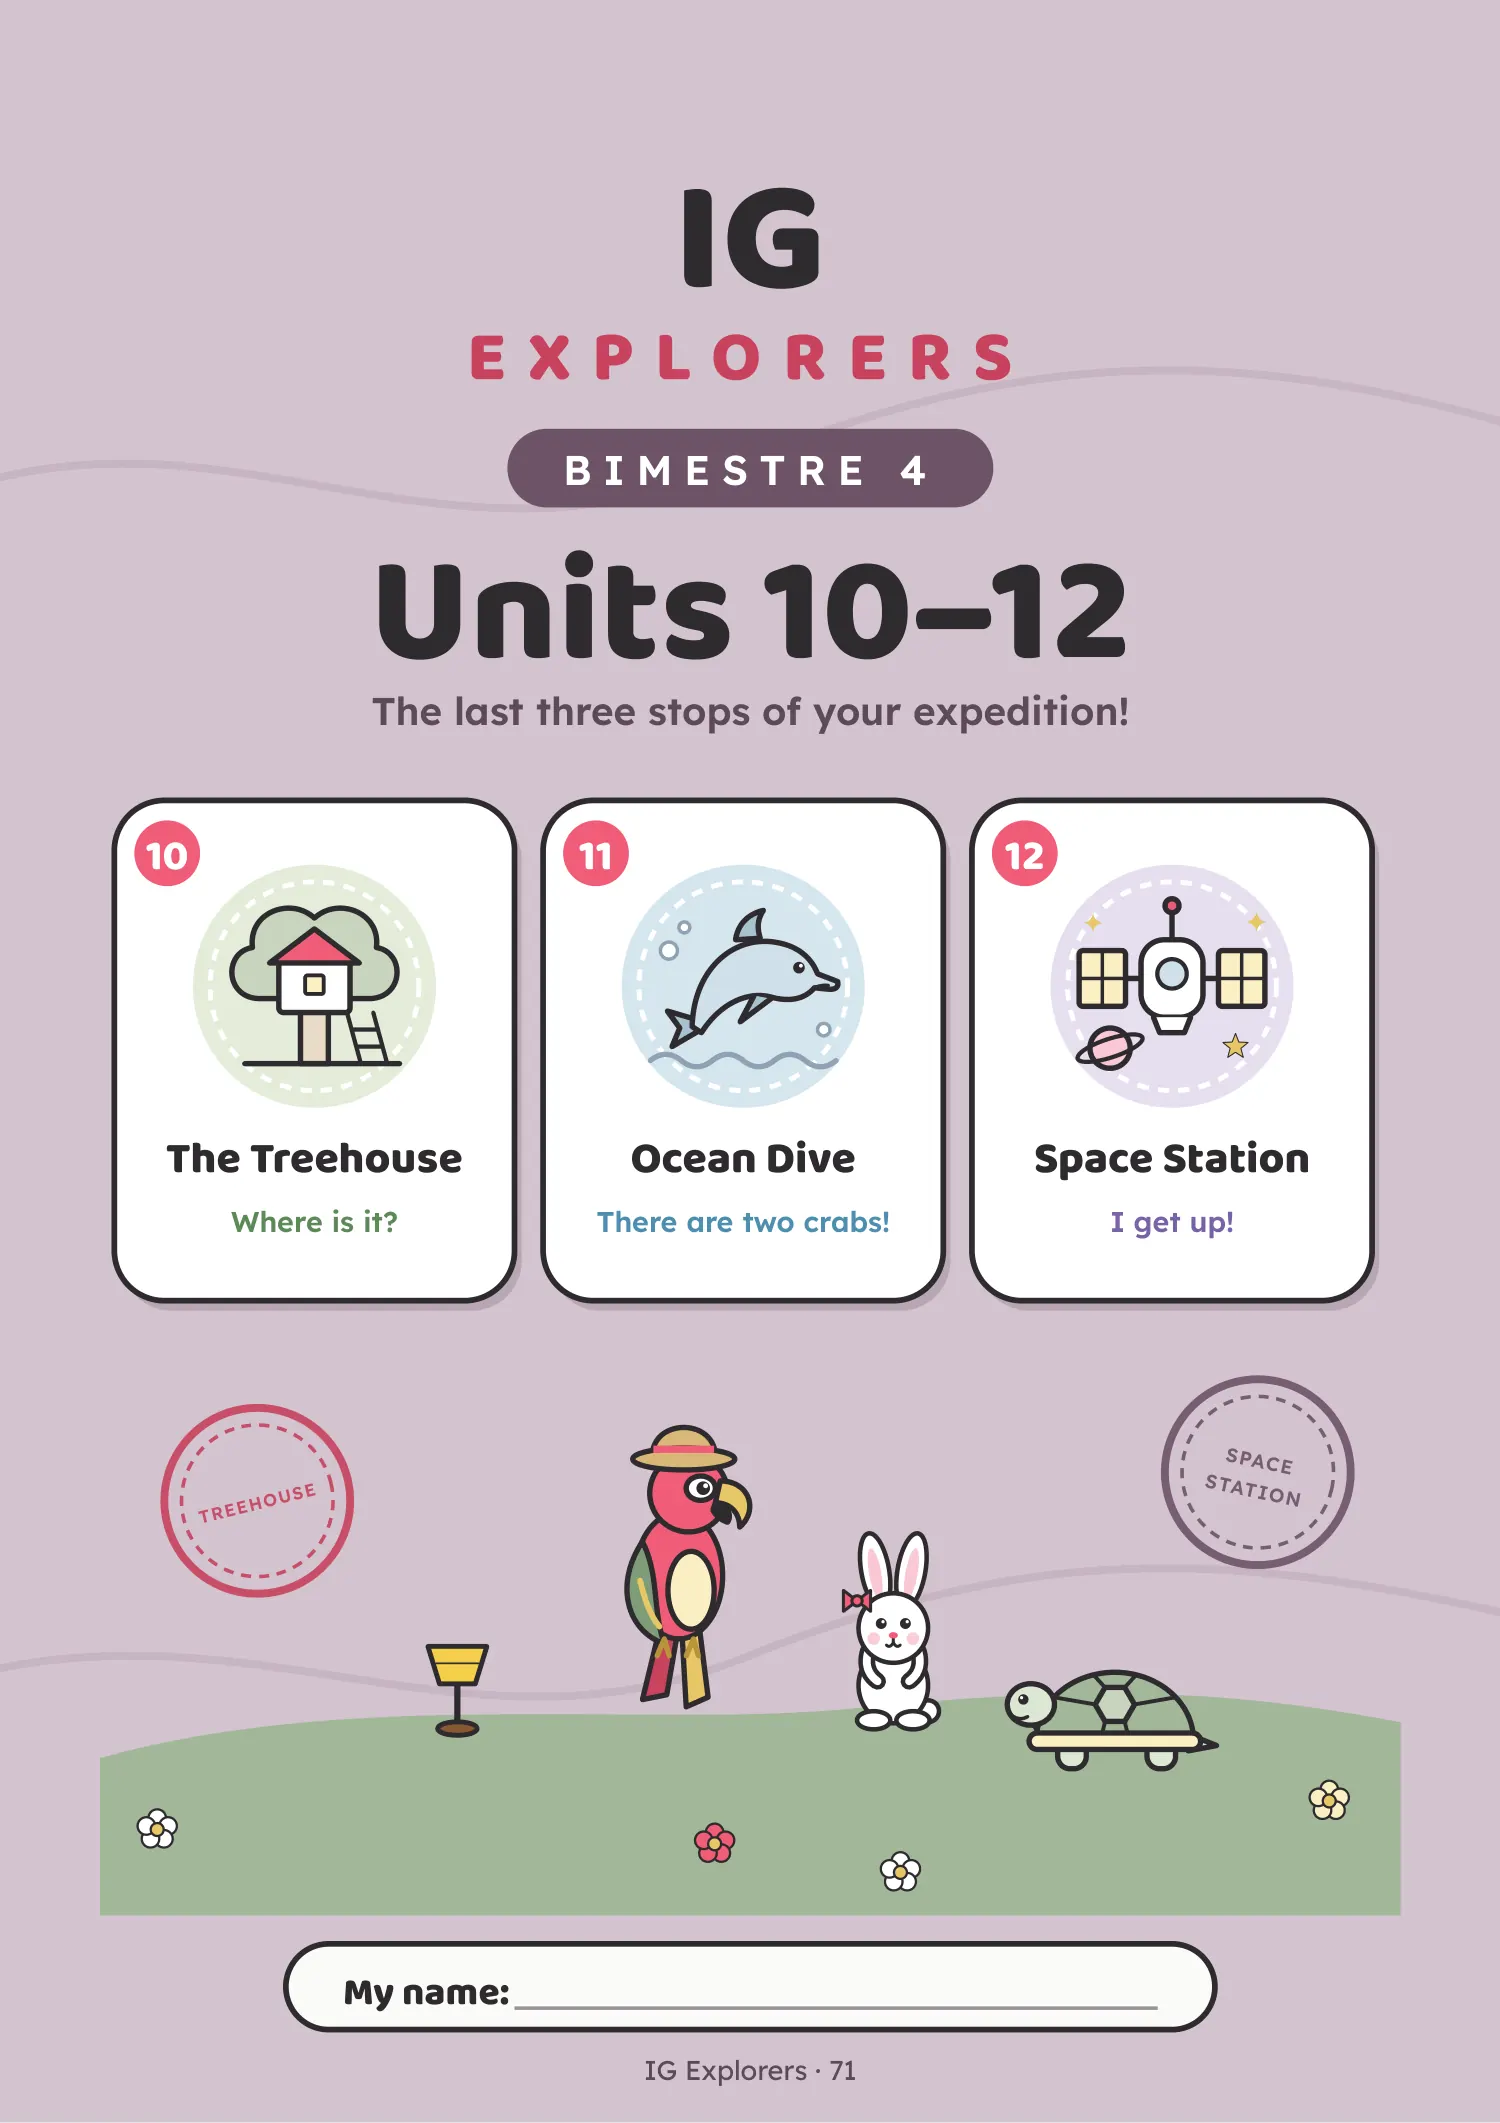 IG
EXPLORERS
BIMESTRE 4
Units 10–12
The last three stops of your expedition!
10
The Treehouse
Where is it?
11
Ocean Dive
There are two crabs!
12
Space Station
I get up!
TREEHOUSE
SPACE
STATION
My name:
IG Explorers · 71